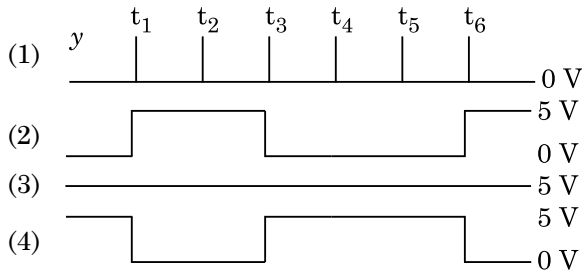 t₁ t₂ t₃ t₄ t₅ t₆
(1) y
0 V
5 V
(2)
0 V
(3) 5 V
5 V
(4)
0 V